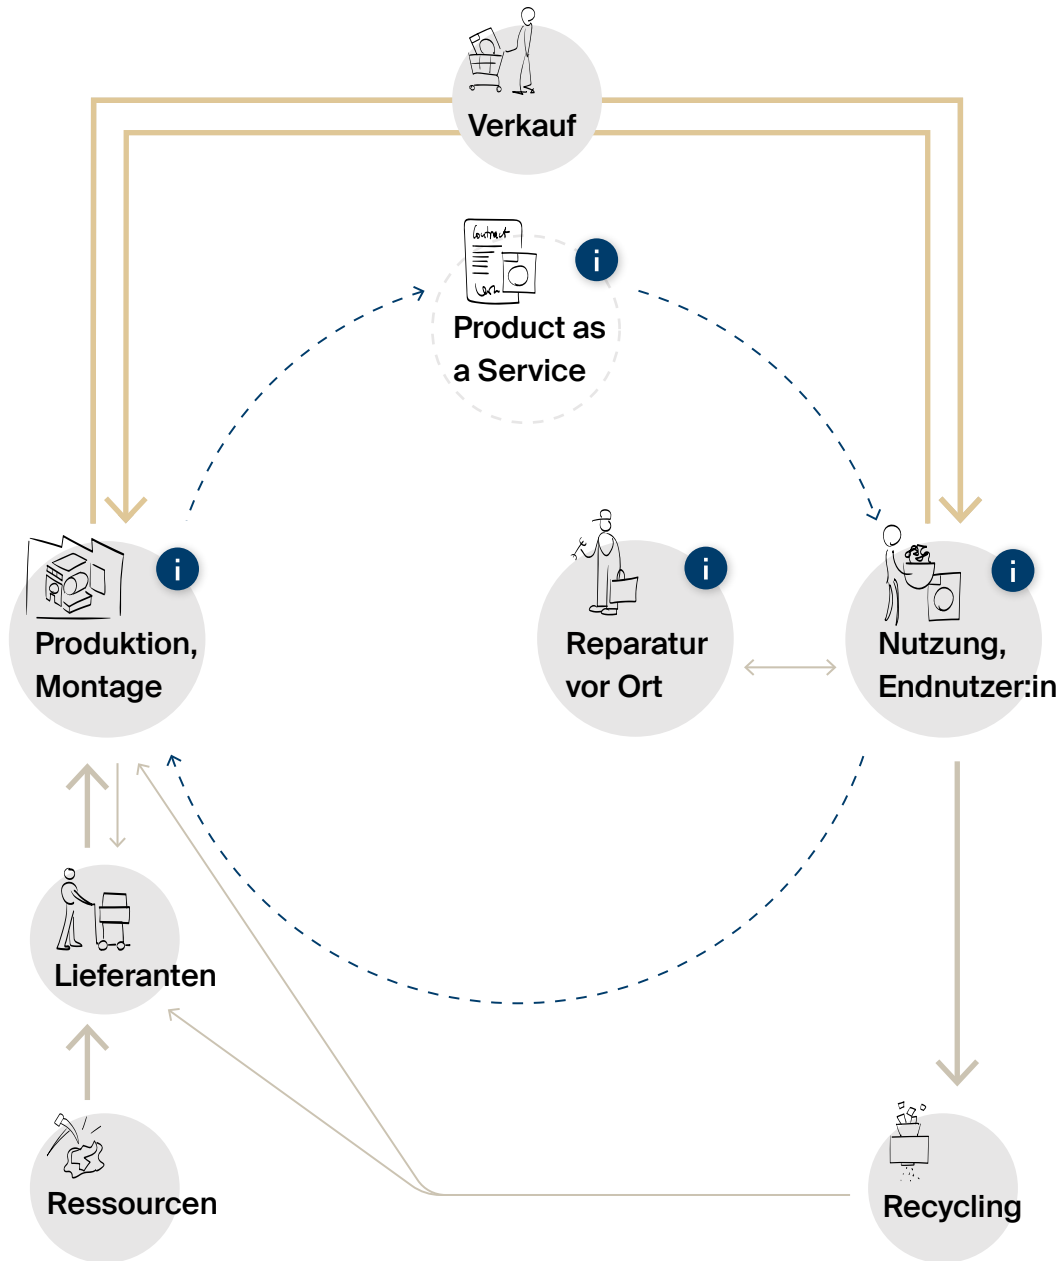 Verkauf
Contract
i
Product as
a Service
i
Produktion,
Montage
i
Reparatur
vor Ort
i
Nutzung,
Endnutzer:in
Lieferanten
Ressourcen
Recycling